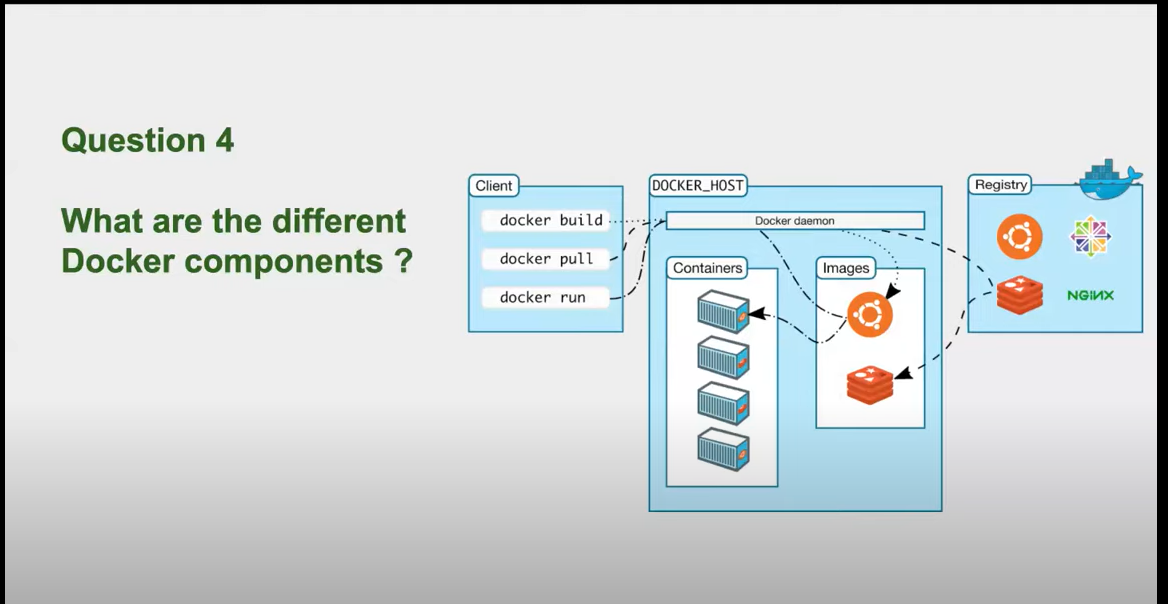 Question 4
What are the different
Docker components ?
Client
docker build
docker pull
docker run
DOCKER_HOST
Docker daemon
Containers
Images
Registry
NGINX